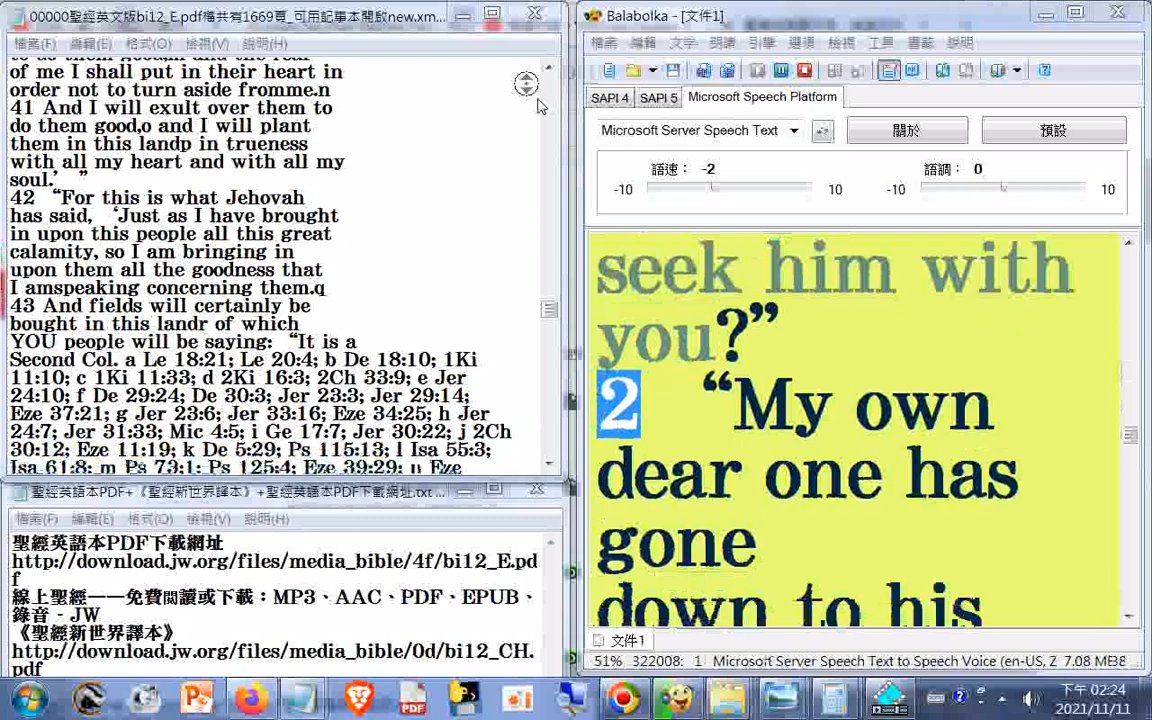 00000聖經英文版bi12_E.pdf檔共有1669頁_可用記事本開啟new.xm...
檔案(F) 編輯(E) 格式(O) 檢視(V) 說明(H)
of me I shall put in their heart in
order not to turn aside fromme.n
41 And I will exult over them to
do them good,o and I will plant
them in this landp in trueness
with all my heart and with all my
soul.’ ”
42 “For this is what Jehovah
has said, ‘Just as I have brought
in upon this people all this great
calamity, so I am bringing in
upon them all the goodness that
I amspeaking concerning them.q
43 And fields will certainly be
bought in this landr of which
YOU people will be saying: “It is a
Second Col. a Le 18:21; Le 20:4; b De 18:10; 1Ki
11:10; c 1Ki 11:33; d 2Ki 16:3; 2Ch 33:9; e Jer
24:10; f De 29:24; De 30:3; Jer 23:3; Jer 29:14;
Eze 37:21; g Jer 23:6; Jer 33:16; Eze 34:25; h Jer
24:7; Jer 31:33; Mic 4:5; i Ge 17:7; Jer 30:22; j 2Ch
30:12; Eze 11:19; k De 5:29; Ps 115:13; l Isa 55:3;
Isa 61:8; m Ps 73:1; Ps 125:4; Eze 39:29; n Eze
聖經英語本PDF+《聖經新世界譯本》+聖經英語本PDF下載網址.txt ...
檔案(F) 編輯(E) 格式(O) 檢視(V) 說明(H)
聖經英語本PDF下載網址
http://download.jw.org/files/media_bible/4f/bi12_E.pd
f
線上聖經——免費閱讀或下載：MP3、AAC、PDF、EPUB、
錄音 - JW
《聖經新世界譯本》
http://download.jw.org/files/media_bible/0d/bi12_CH.
pdf
Balabolka - [文件1]
檔案 編輯 文字 朗讀 引擎 選項 檢視 工具 書籤 說明
SAPI 4 SAPI 5 Microsoft Speech Platform
Microsoft Server Speech Text 關於 預設
語速： -2 語調： 0
-10 10 -10 10
seek him with
you?”
2 “My own
dear one has
gone
down to his
文件1
51% 322008: 1 Microsoft Server Speech Text to Speech Voice (en-US, Z 7.08 MB
下午 02:24
2021/11/11